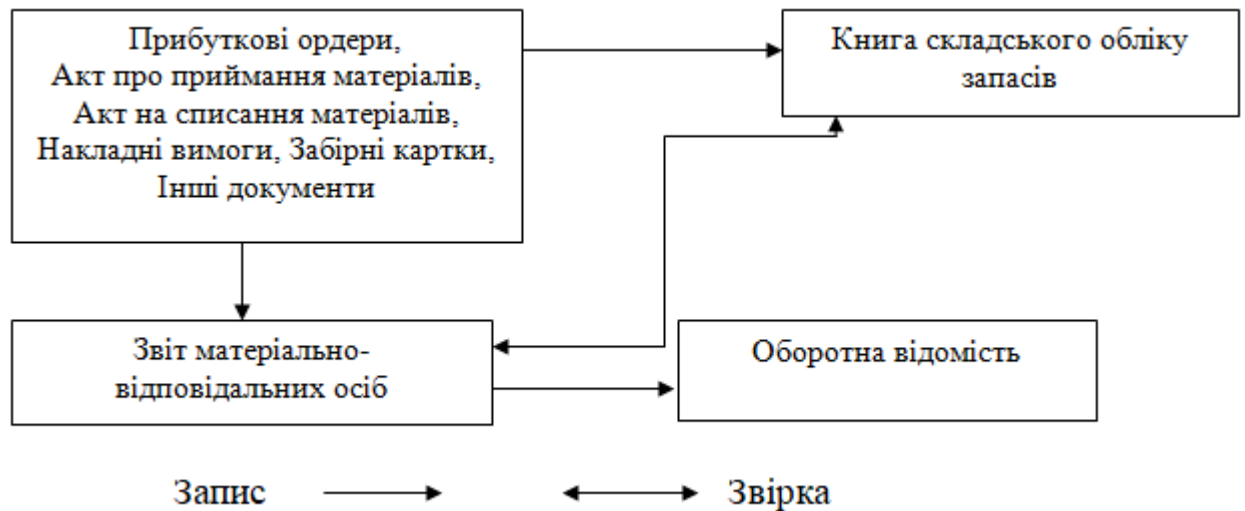 Прибуткові ордери,
Акт про приймання матеріалів,
Акт на списання матеріалів,
Накладні вимоги, Забірні картки,
Інші документи
Книга складського обліку
запасів
Звіт матеріально-
відповідальних осіб
Оборотна відомість
Запис
Звірка